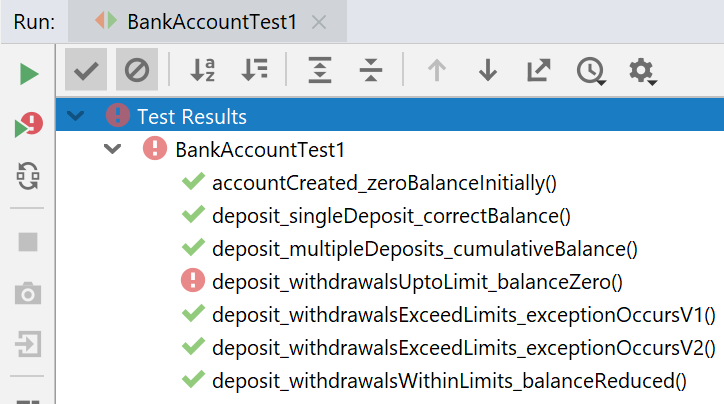 Run: BankAccountTest1
Test Results
BankAccountTest1
accountCreated_zeroBalanceInitially()
deposit_singleDeposit_correctBalance()
deposit_multipleDeposits_cumulativeBalance()
deposit_withdrawalsUptoLimit_balanceZero()
deposit_withdrawalsExceedLimits_exceptionOccursV1()
deposit_withdrawalsExceedLimits_exceptionOccursV2()
deposit_withdrawalsWithinLimits_balanceReduced()